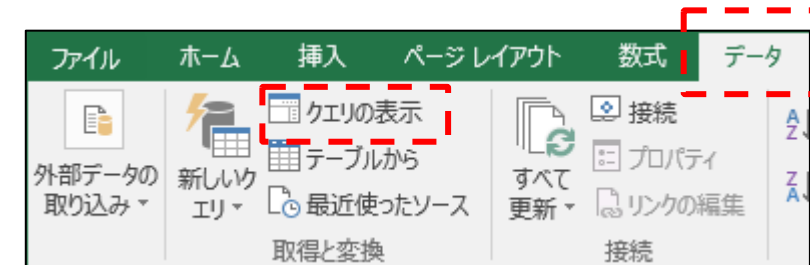 ファイル ホーム 挿入 ページ レイアウト 数式 データ
外部データの
取り込み
新しいク
エリ
クエリの表示
テーブルから
最近使ったソース
取得と変換
すべて
更新
接続
プロパティ
リンクの編集
接続
A
Z
Z
A